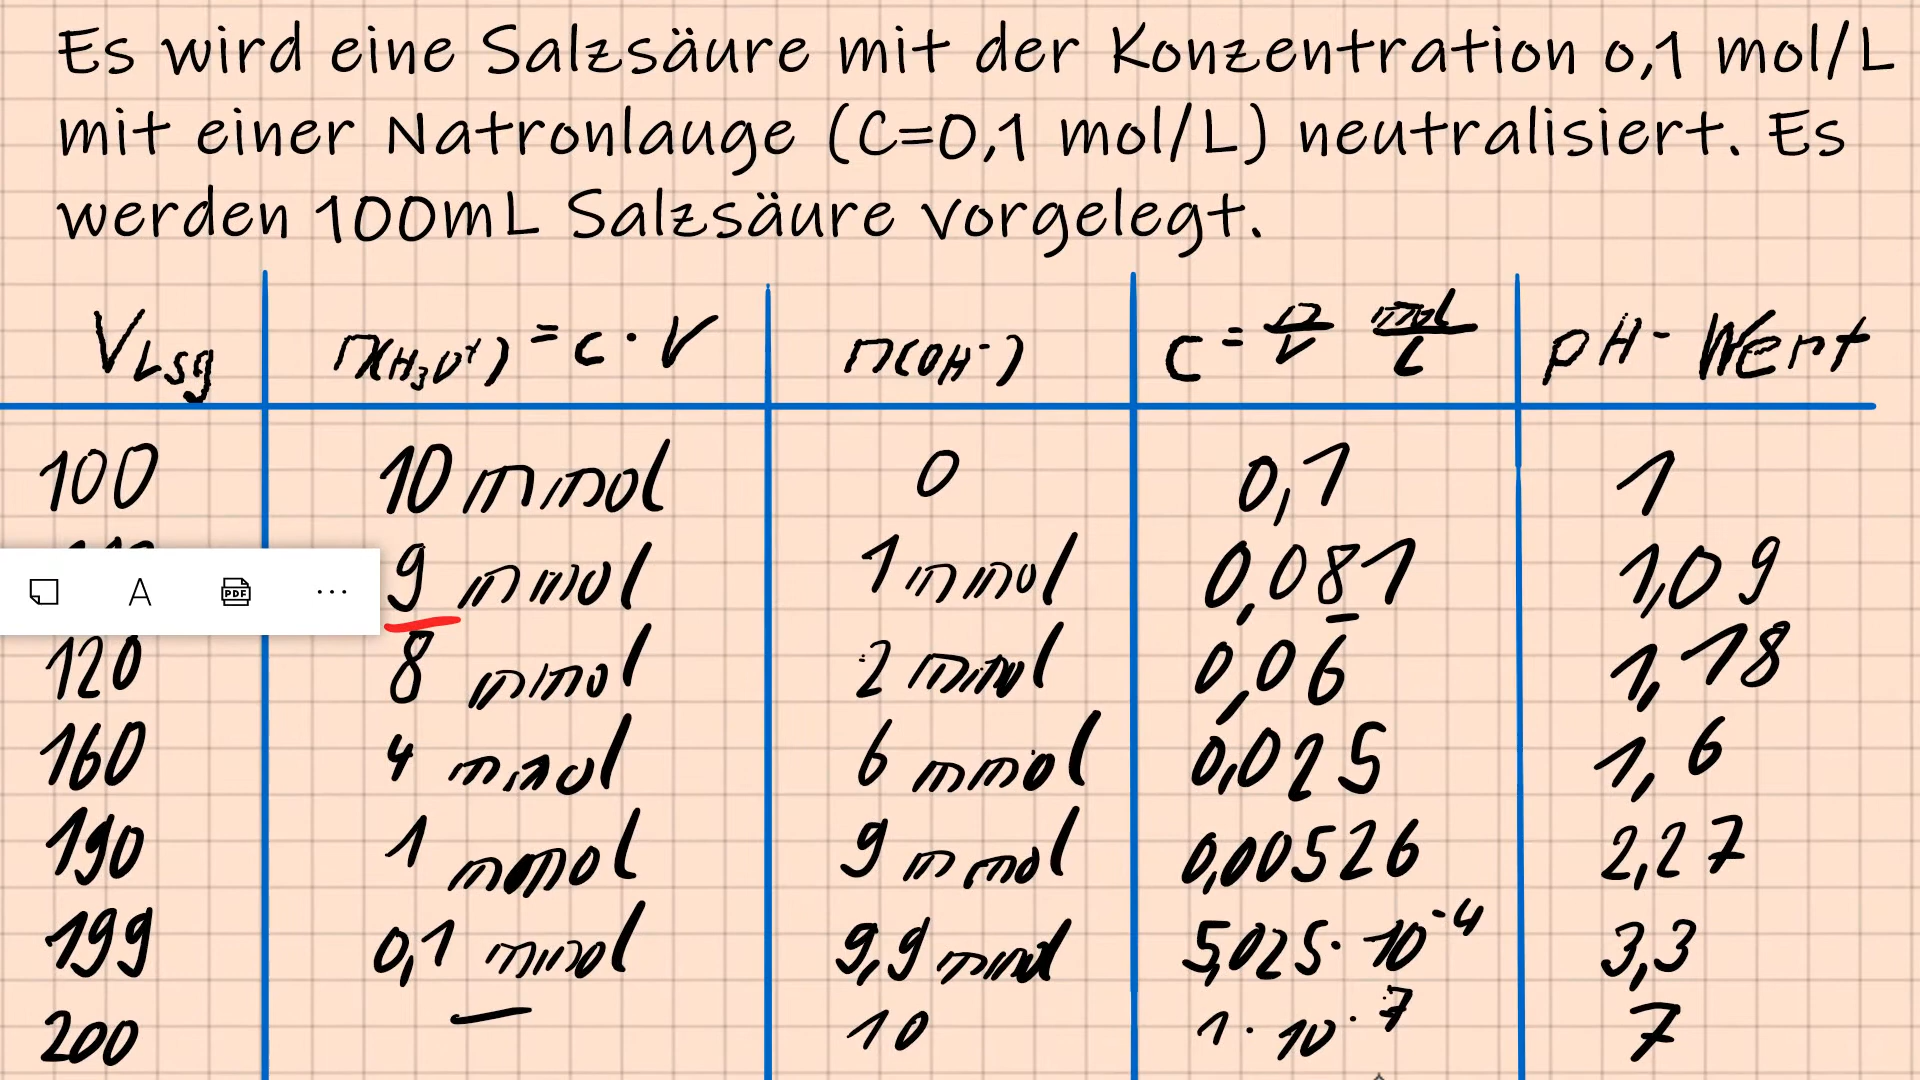 Es wird eine Salzsäure mit der Konzentration 0,1 mol/L
mit einer Natronlauge (C=0,1 mol/L) neutralisiert. Es
werden 100mL Salzsäure vorgelegt.
V Lsg n(H₃O⁺) = c · V n(OH⁻) C = n/V mol/L pH-Wert
100 10 mmol 0 0,1 1
9 mmol 1 mmol 0,081 1,09
A PDF ...
120 8 mmol 2 mmol 0,06 1,18
160 4 mmol 6 mmol 0,025 1,6
190 1 mmol 9 mmol 0,00526 2,27
199 0,1 mmol 9,9 mmol 5,025·10⁻⁴ 3,3
200 — 10 1·10⁻⁷ 7